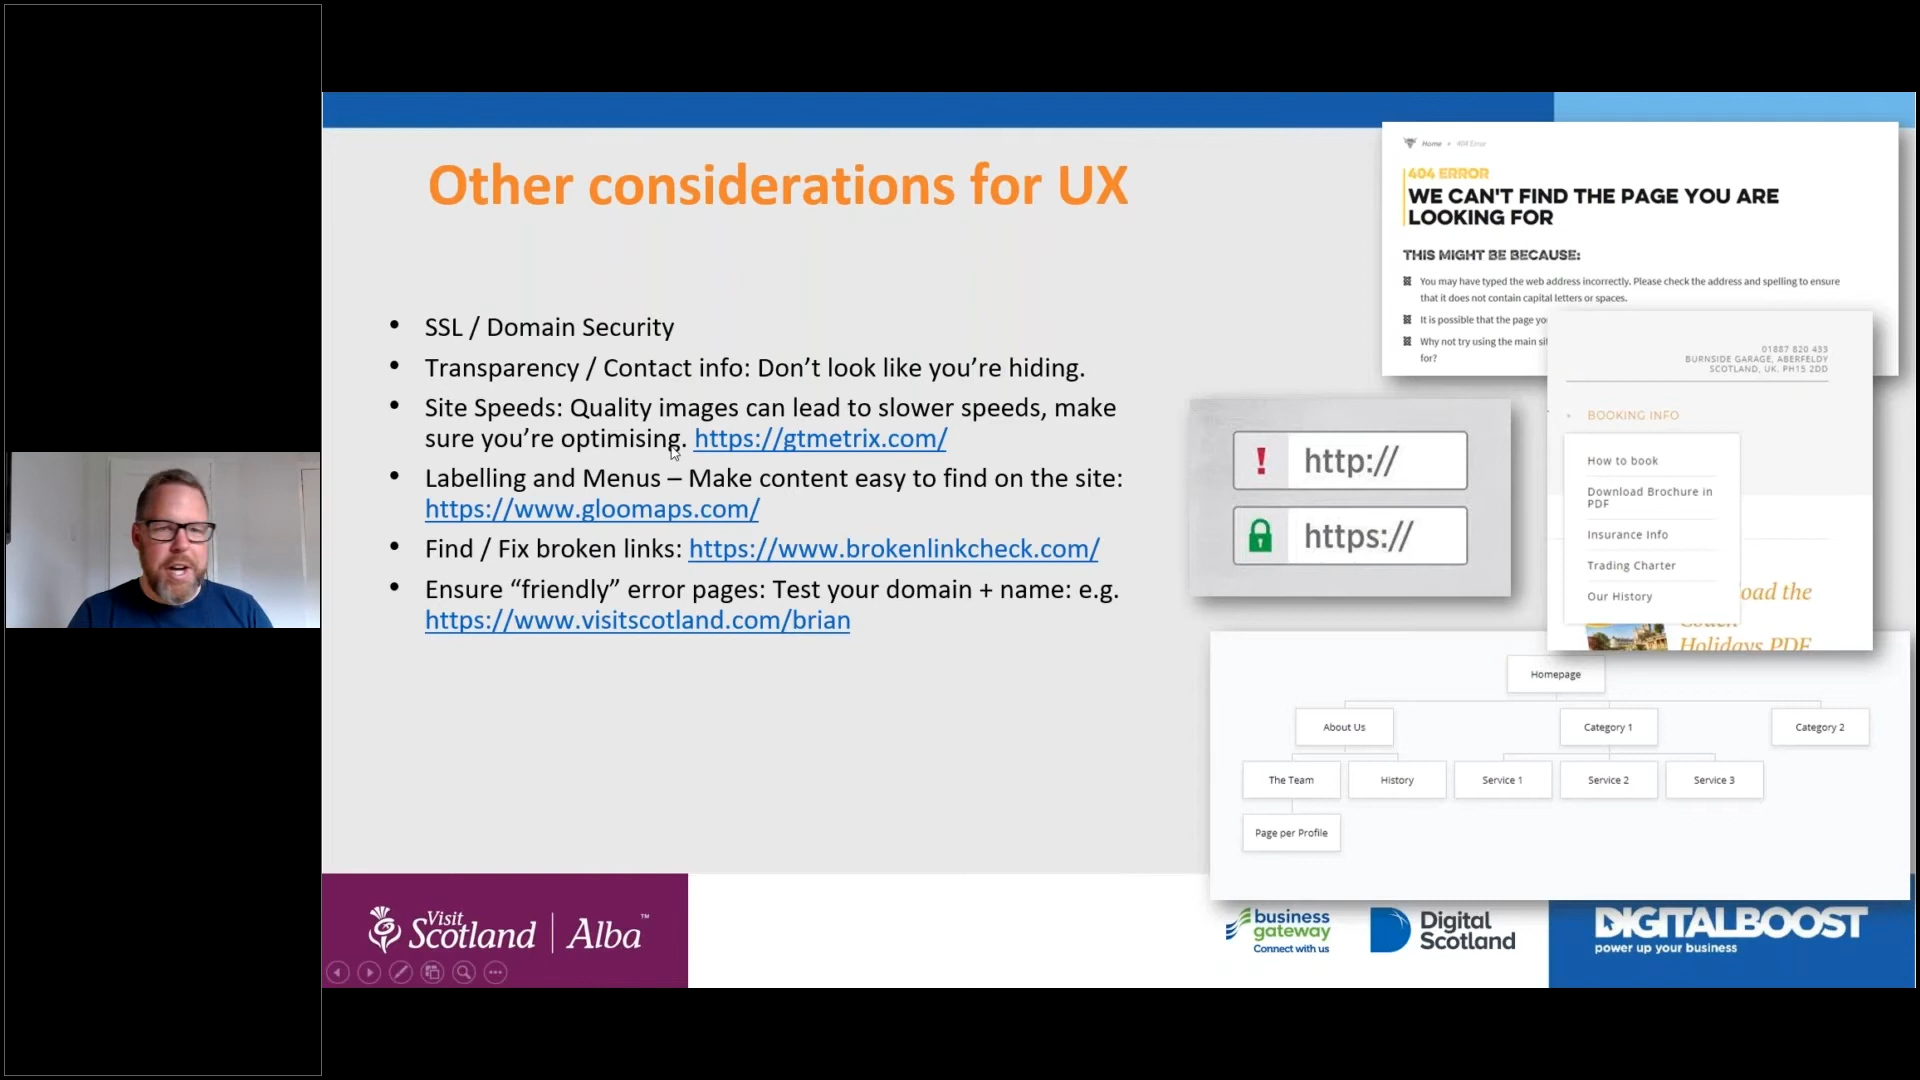 Other considerations for UX
• SSL / Domain Security
• Transparency / Contact info: Don’t look like you’re hiding.
• Site Speeds: Quality images can lead to slower speeds, make
sure you’re optimising. https://gtmetrix.com/
• Labelling and Menus – Make content easy to find on the site:
https://www.gloomaps.com/
• Find / Fix broken links: https://www.brokenlinkcheck.com/
• Ensure “friendly” error pages: Test your domain + name: e.g.
https://www.visitscotland.com/brian
Home » 404 Error
404 ERROR
WE CAN'T FIND THE PAGE YOU ARE
LOOKING FOR
THIS MIGHT BE BECAUSE:
You may have typed the web address incorrectly. Please check the address and spelling to ensure
that it does not contain capital letters or spaces.
It is possible that the page yo
Why not try using the main si
for?
01887 820 433
BURNSIDE GARAGE, ABERFELDY
SCOTLAND, UK. PH15 2DD
BOOKING INFO
How to book
Download Brochure in
PDF
Insurance Info
Trading Charter
Our History
oad the
Coach
Holidays PDF
! http://
https://
Homepage
About Us
Category 1
Category 2
The Team
History
Service 1
Service 2
Service 3
Page per Profile
Visit
Scotland | Alba™
business
gateway
Connect with us
Digital
Scotland
DIGITALBOOST
power up your business